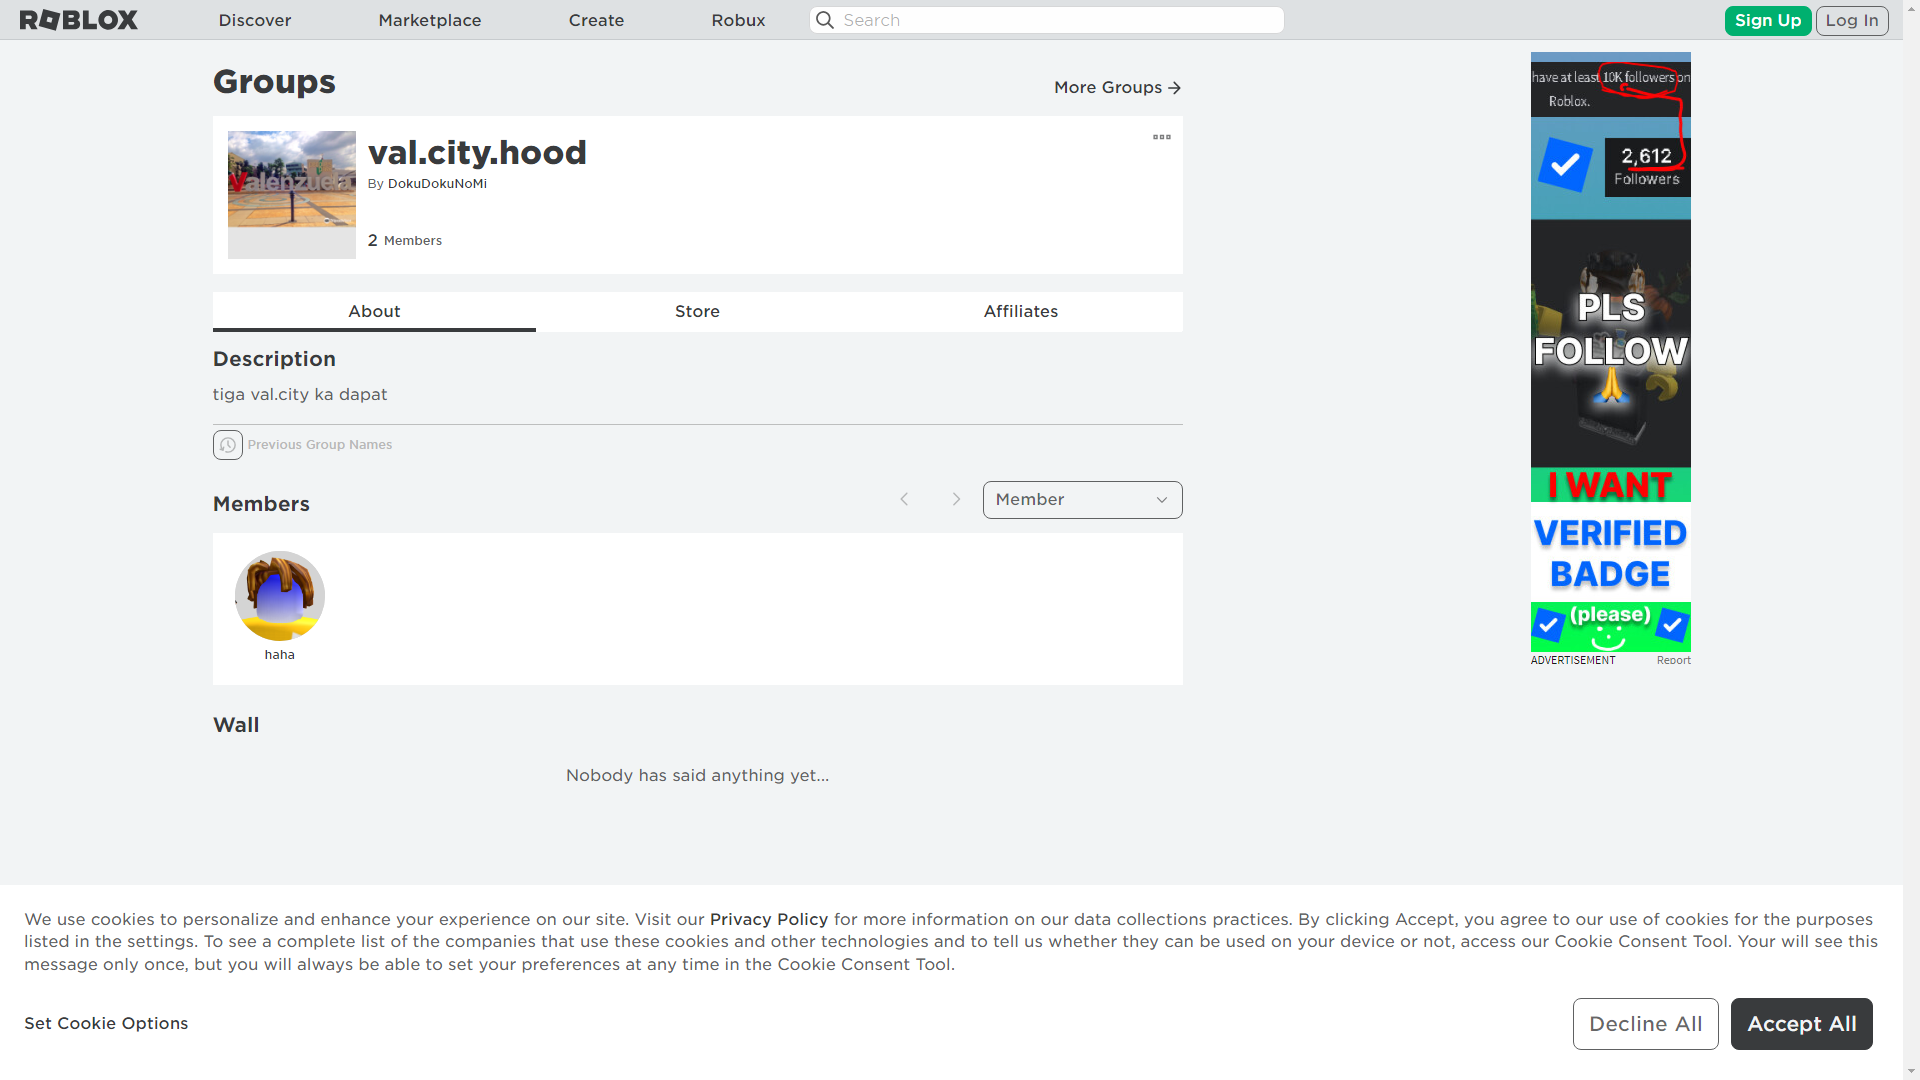 ROBLOX
Discover
Marketplace
Create
Robux
Search
Sign Up
Log In
Groups
More Groups
val.city.hood
By DokuDokuNoMi
2 Members
Valenzuela
About
Store
Affiliates
Description
tiga val.city ka dapat
Previous Group Names
Members
Member
haha
Wall
Nobody has said anything yet...
have at least 10K followers on
Roblox.
2,612
Followers
PLS
FOLLOW
I WANT
VERIFIED
BADGE
(please)
ADVERTISEMENT
Report
We use cookies to personalize and enhance your experience on our site. Visit our Privacy Policy for more information on our data collections practices. By clicking Accept, you agree to our use of cookies for the purposes
listed in the settings. To see a complete list of the companies that use these cookies and other technologies and to tell us whether they can be used on your device or not, access our Cookie Consent Tool. Your will see this
message only once, but you will always be able to set your preferences at any time in the Cookie Consent Tool.
Set Cookie Options
Decline All
Accept All